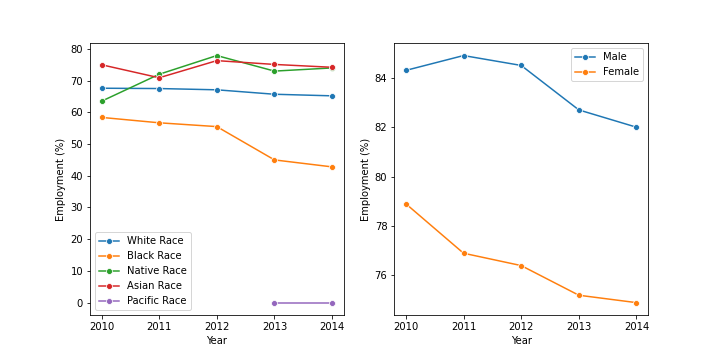 80
70
60
50
40
30
20
10
0
Employment (%)
White Race
Black Race
Native Race
Asian Race
Pacific Race
2010 2011 2012 2013 2014
Year
84
82
80
78
76
Employment (%)
Male
Female
2010 2011 2012 2013 2014
Year